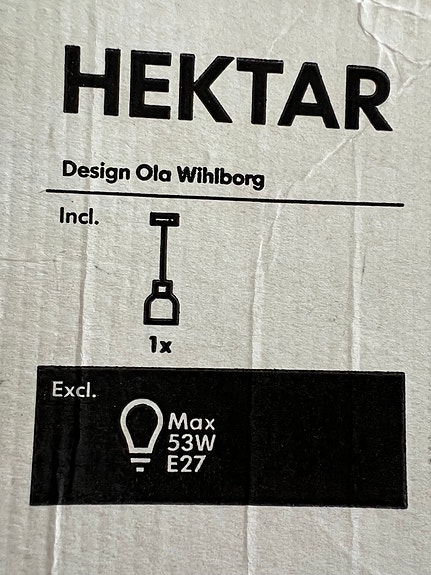 HEKTAR
Design Ola Wihlborg
Incl.
1x
Excl.
Max
53W
E27